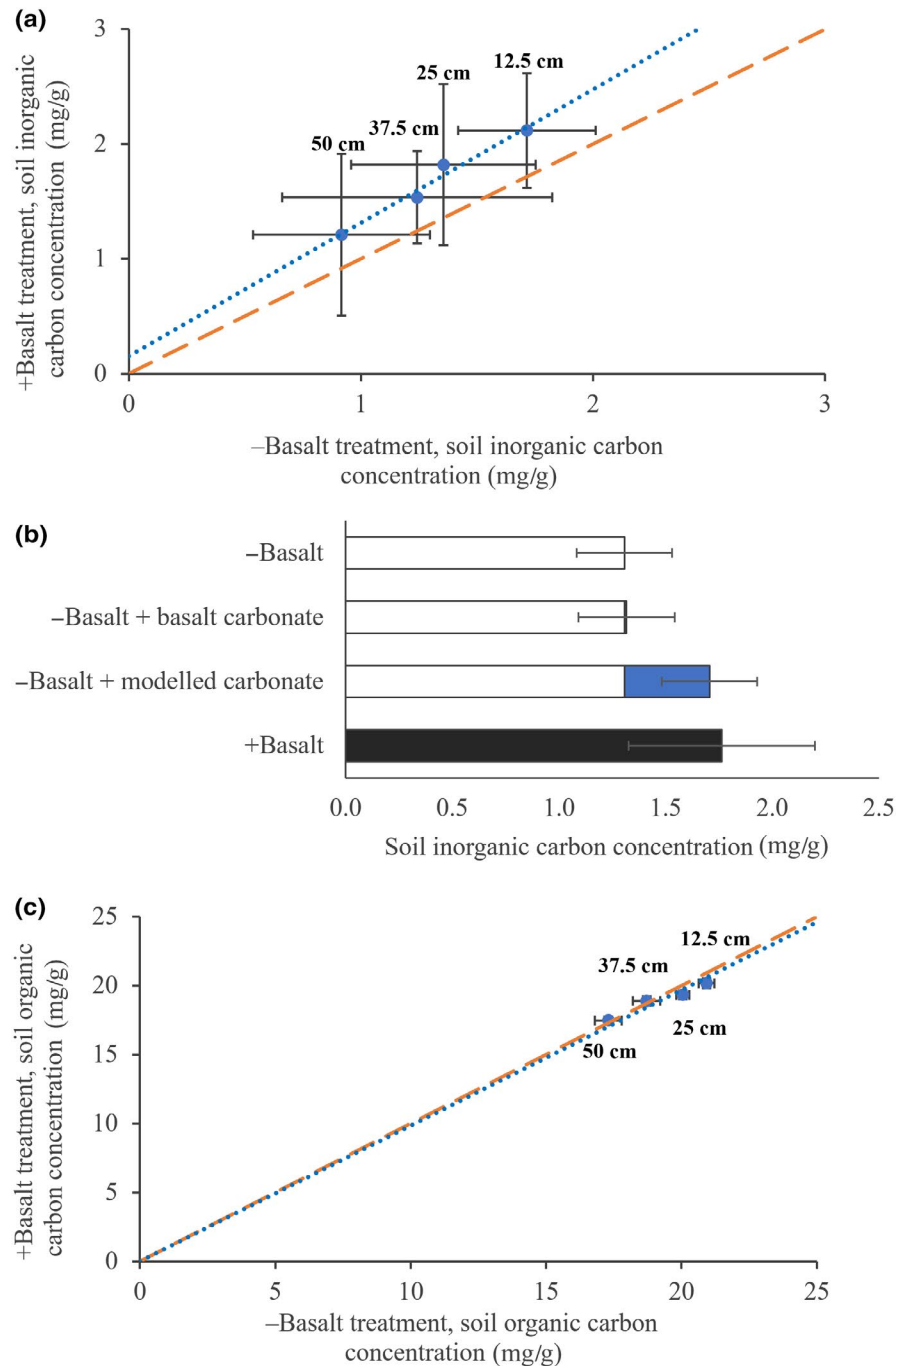 (a)
+Basalt treatment, soil inorganic
carbon concentration (mg/g)
3
2
1
0
12.5 cm
25 cm
37.5 cm
50 cm
0 1 2 3
–Basalt treatment, soil inorganic carbon
concentration (mg/g)
(b)
–Basalt
–Basalt + basalt carbonate
–Basalt + modelled carbonate
+Basalt
0.0 0.5 1.0 1.5 2.0 2.5
Soil inorganic carbon concentration (mg/g)
(c)
+Basalt treatment, soil organic
carbon concentration (mg/g)
25
20
15
10
5
0
12.5 cm
37.5 cm
25 cm
50 cm
0 5 10 15 20 25
–Basalt treatment, soil organic carbon
concentration (mg/g)